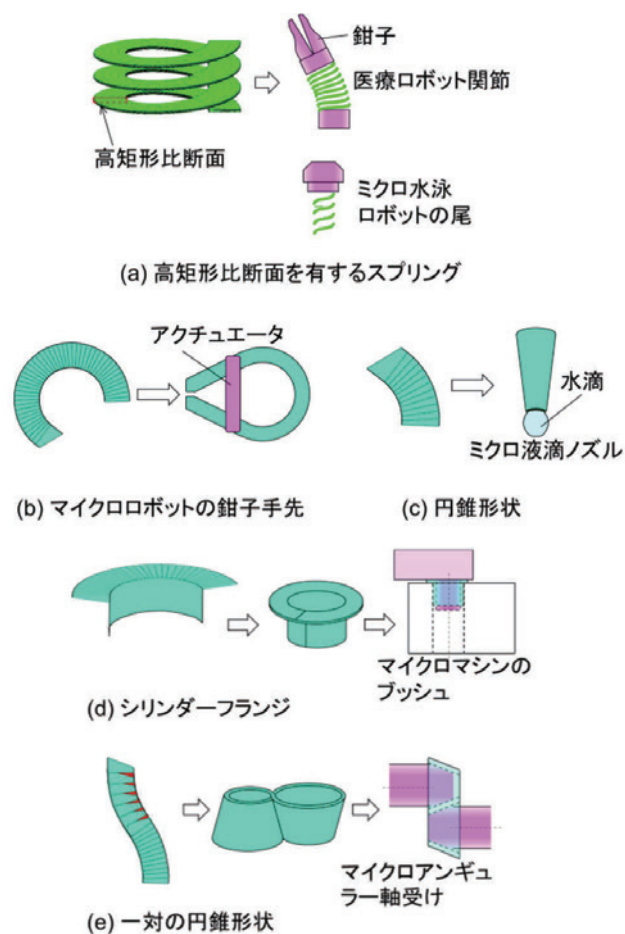 鉗子
医療ロボット関節
高矩形比断面
ミクロ水泳
ロボットの尾
(a) 高矩形比断面を有するスプリング
アクチュエータ
水滴
ミクロ液滴ノズル
(b) マイクロロボットの鉗子手先
(c) 円錐形状
マイクロマシンの
ブッシュ
(d) シリンダーフランジ
マイクロアンギュ
ラー軸受け
(e) 一対の円錐形状